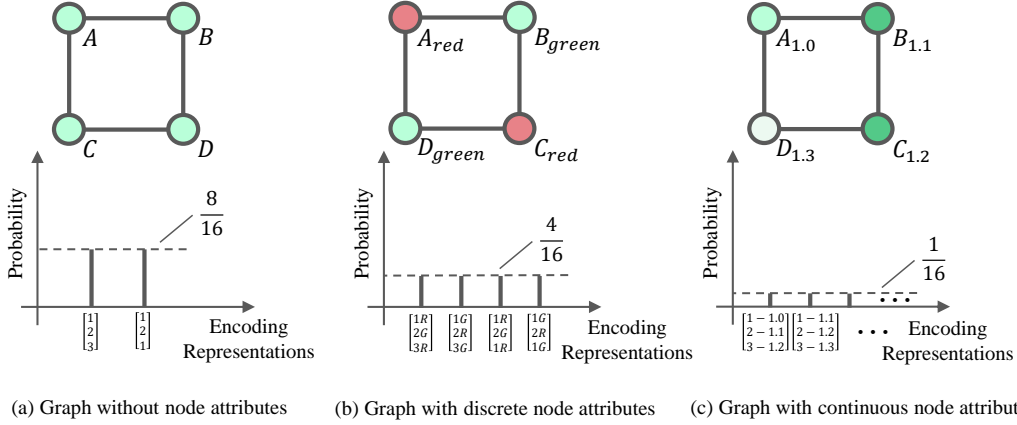 A B
C D
Probability
8/16
[1 2 3] [1 2 1]
Encoding
Representations
(a) Graph without node attributes
A_red B_green
D_green C_red
Probability
4/16
[1R 2G 3R] [1G 2R 3G] [1R 2G 1R] [1G 2R 1G]
Encoding
Representations
(b) Graph with discrete node attributes
A_1.0 B_1.1
D_1.3 C_1.2
Probability
1/16
...
[1 − 1.0 2 − 1.1 3 − 1.2] [1 − 1.1 2 − 1.2 3 − 1.3] ...
Encoding
Representations
(c) Graph with continuous node attribut